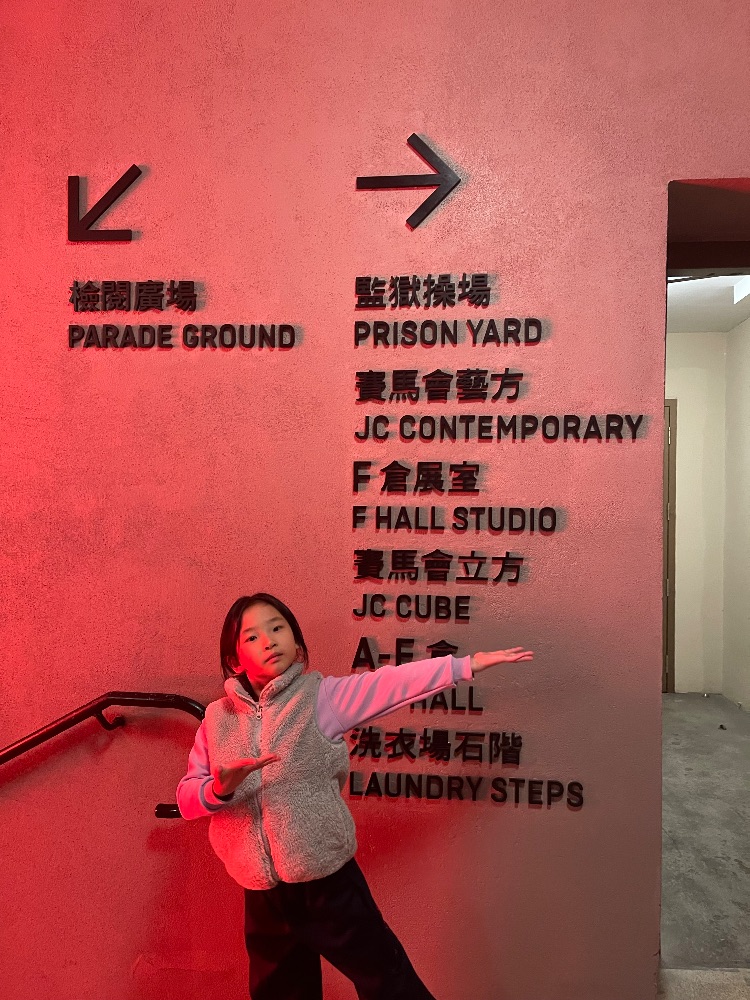 檢閱廣場
PARADE GROUND
監獄操場
PRISON YARD
賽馬會藝方
JC CONTEMPORARY
F 倉展室
F HALL STUDIO
賽馬會立方
JC CUBE
A-E 倉
HALL
洗衣場石階
LAUNDRY STEPS